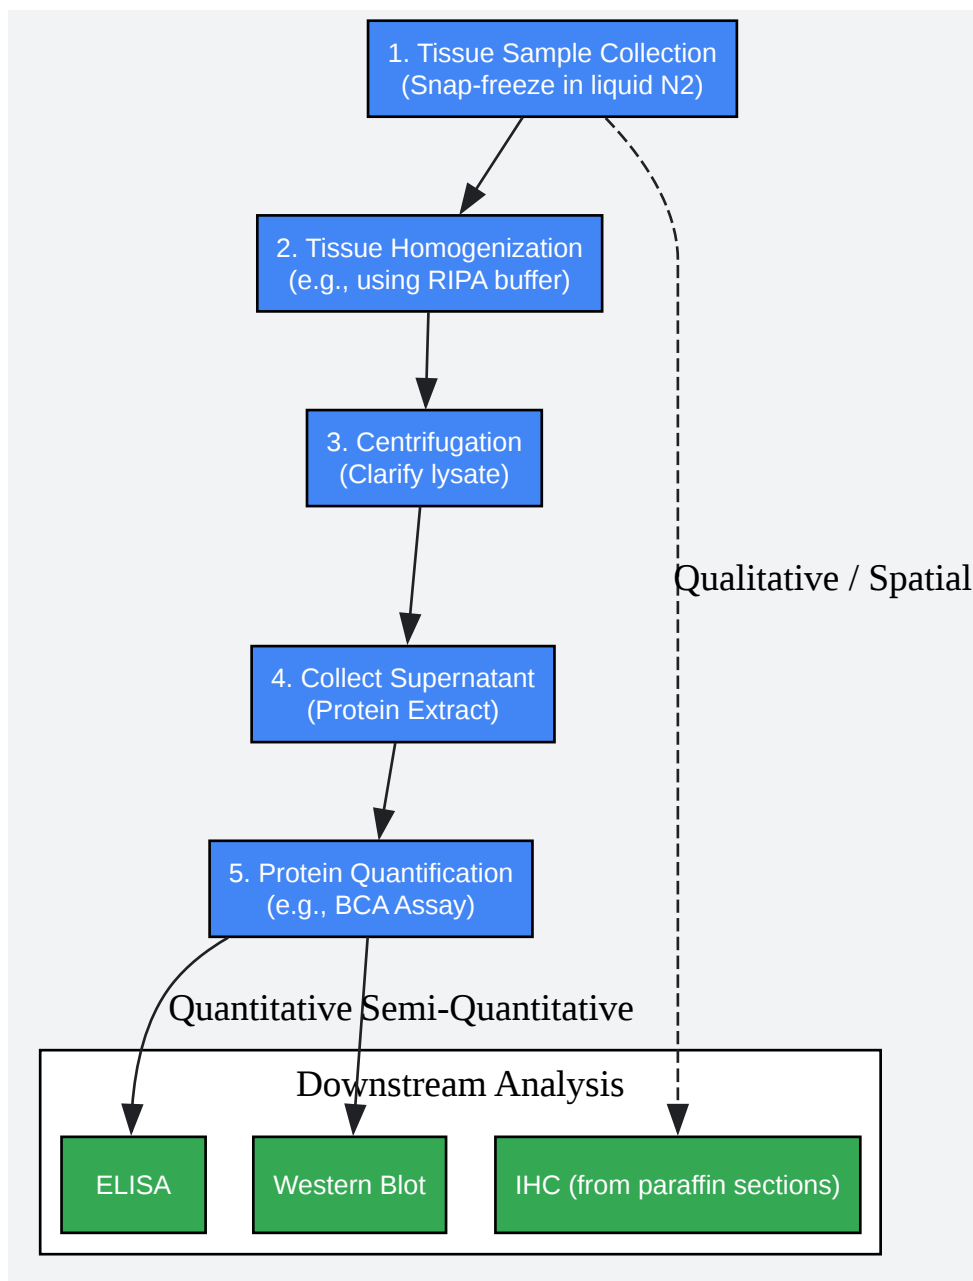 1. Tissue Sample Collection
(Snap-freeze in liquid N2)
2. Tissue Homogenization
(e.g., using RIPA buffer)
3. Centrifugation
(Clarify lysate)
Qualitative / Spatial
4. Collect Supernatant
(Protein Extract)
5. Protein Quantification
(e.g., BCA Assay)
Quantitative
Semi-Quantitative
Downstream Analysis
ELISA
Western Blot
IHC (from paraffin sections)